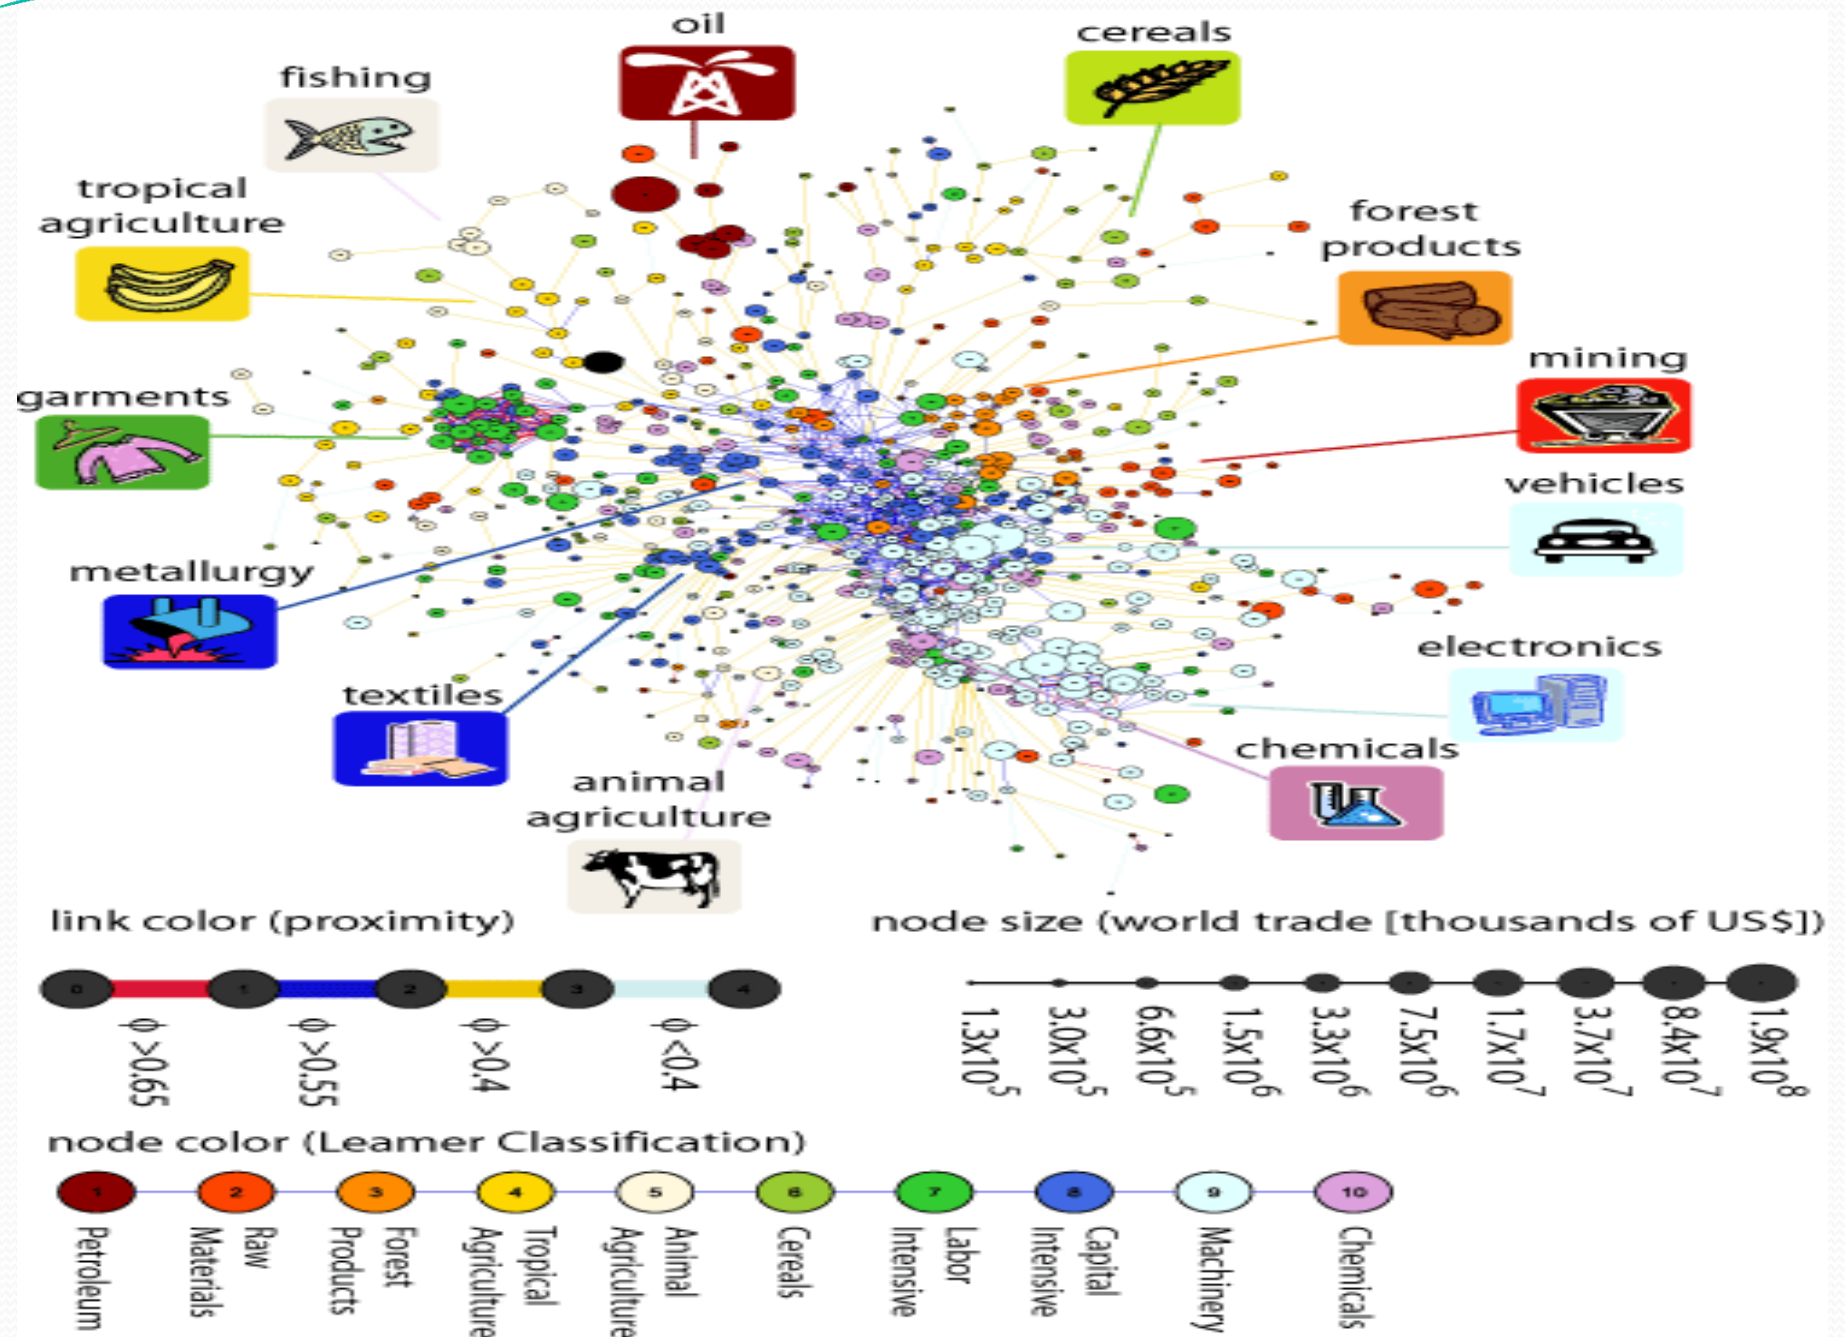 oil
cereals
fishing
tropical
agriculture
forest
products
mining
garments
vehicles
metallurgy
electronics
textiles
chemicals
animal
agriculture
link color (proximity)
node size (world trade [thousands of US$])
0 1 2 3 4
ϕ >0.65
ϕ >0.55
ϕ >0.4
ϕ <0.4
1.3x10^5
3.0x10^5
6.6x10^5
1.5x10^6
3.3x10^6
7.5x10^6
1.7x10^7
3.7x10^7
8.4x10^7
1.9x10^8
node color (Leamer Classification)
1 2 3 4 5 6 7 8 9 10
Petroleum
Raw
Materials
Forest
Products
Tropical
Agriculture
Animal
Agriculture
Cereals
Labor
Intensive
Capital
Intensive
Machinery
Chemicals